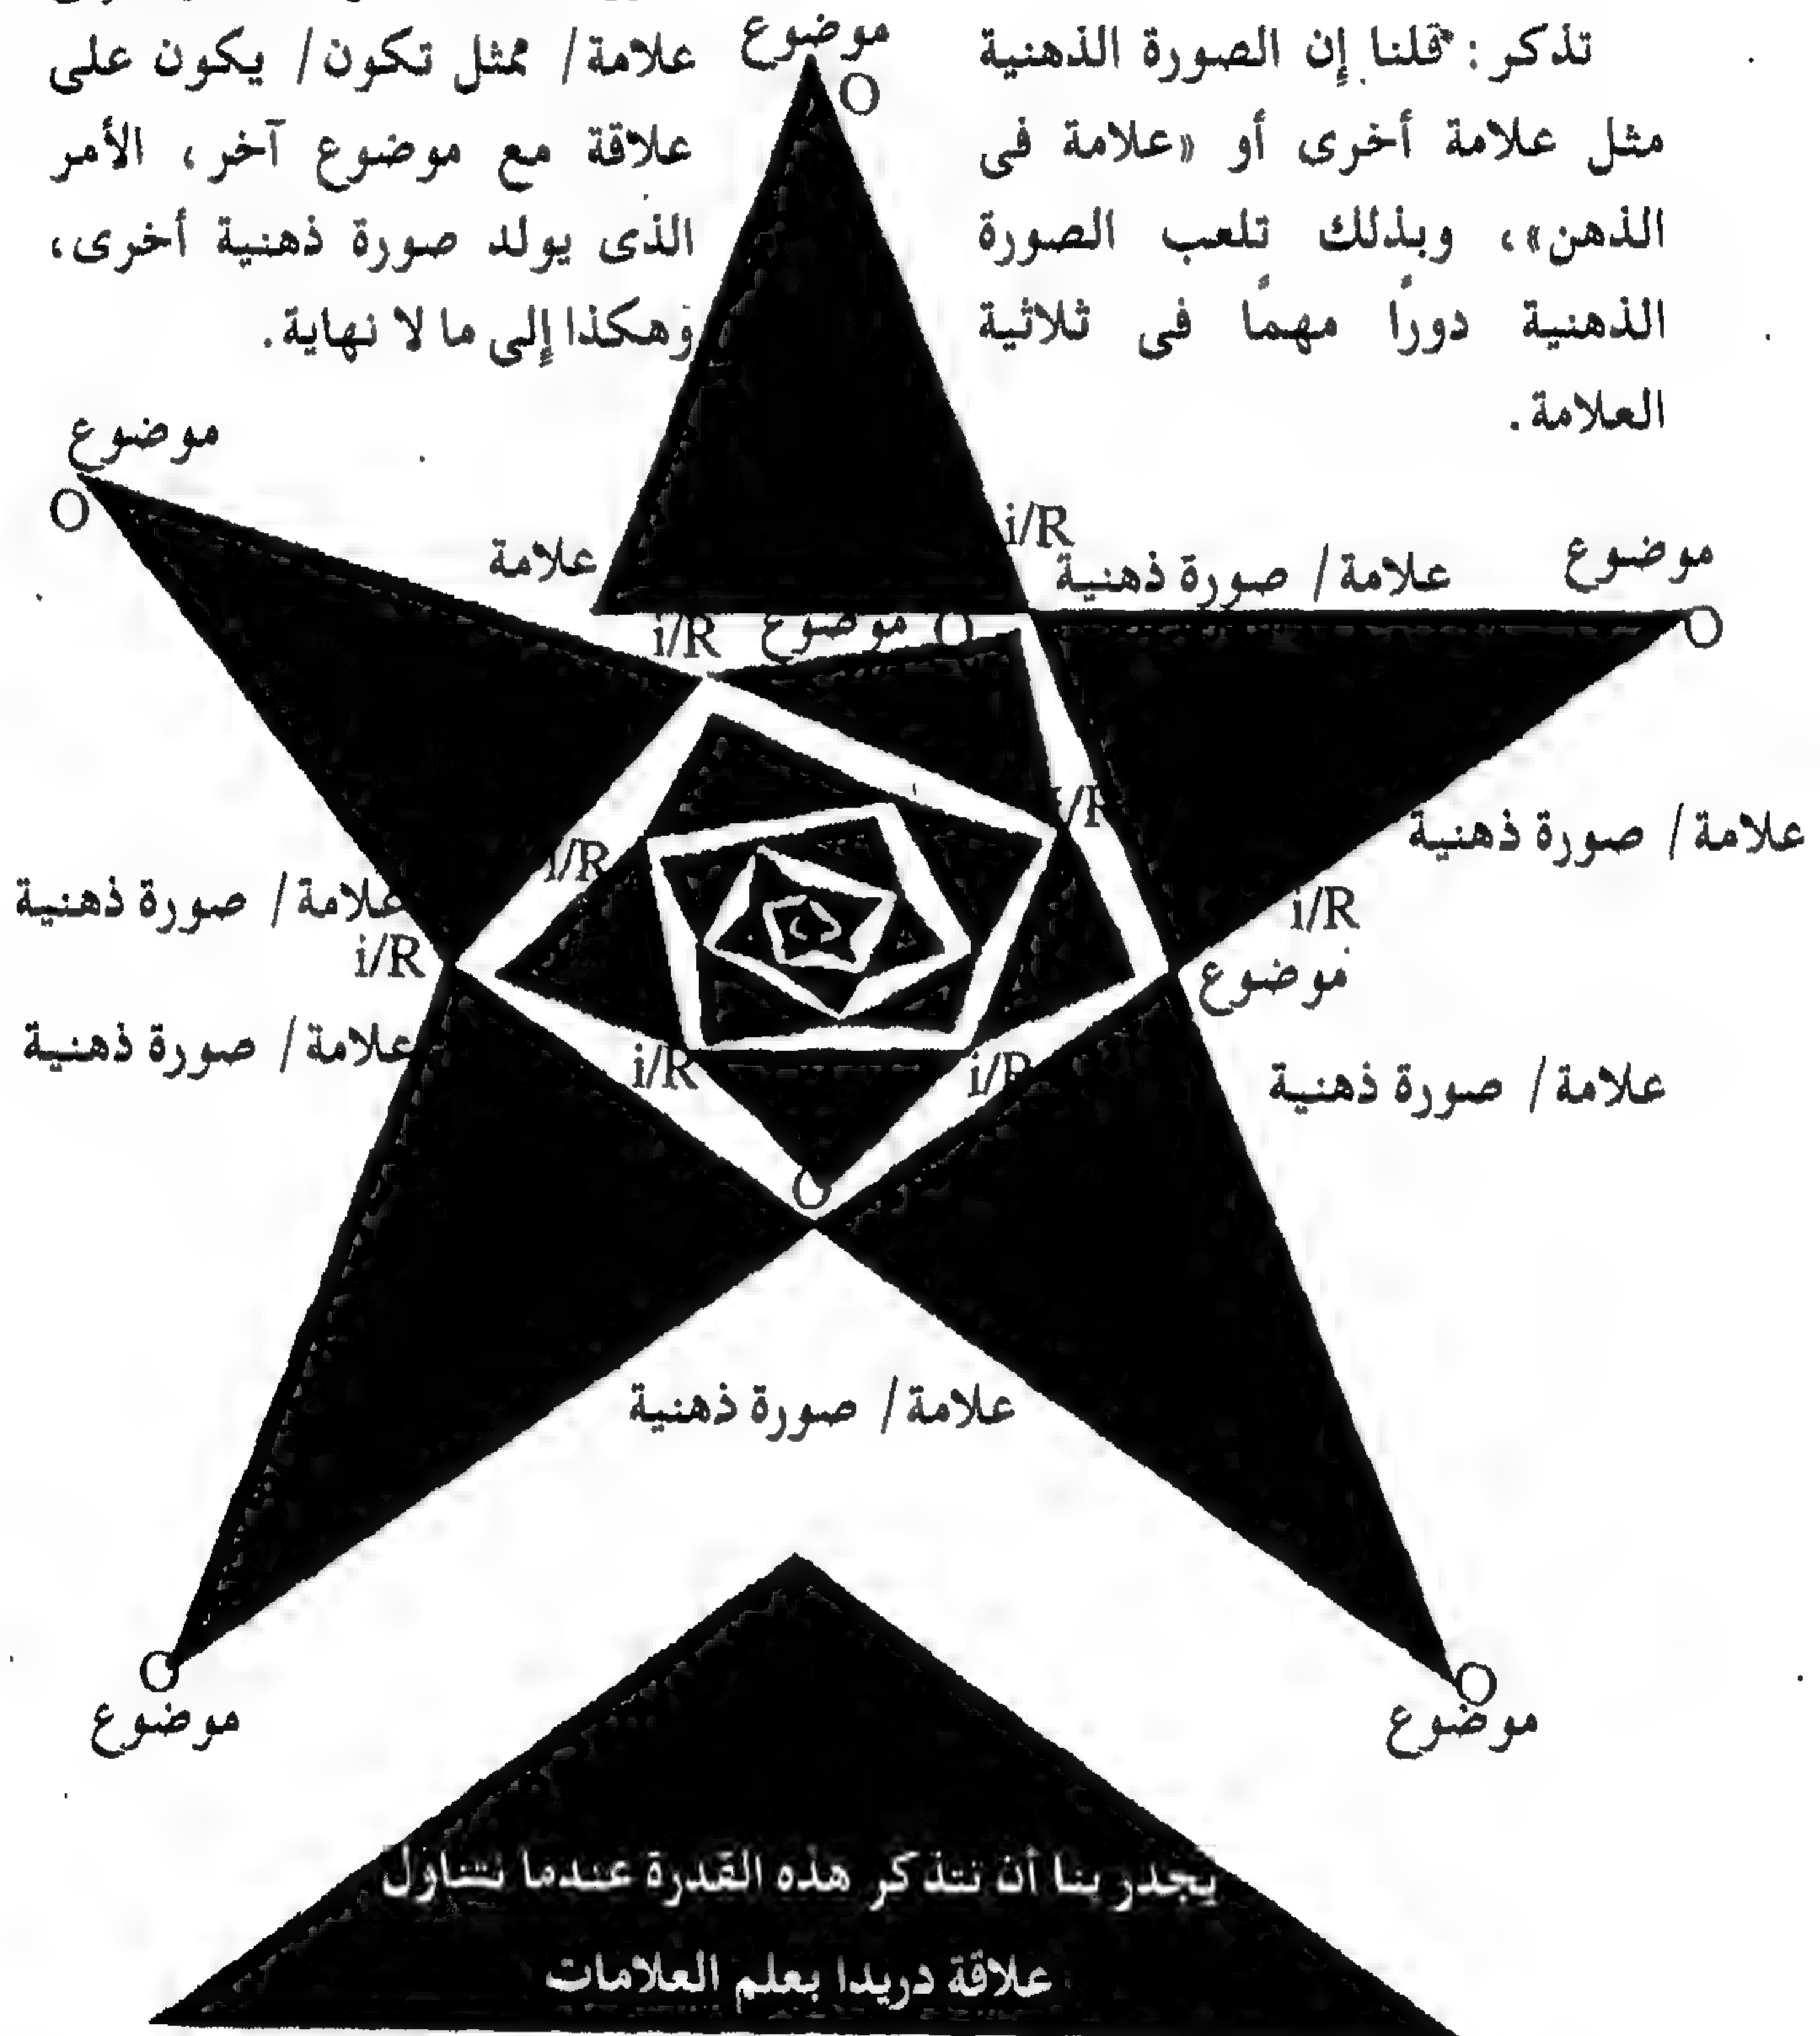 تذكر: قلنا إن الصورة الذهنية
مثل علامة أخرى أو «علامة فى
الذهن»، وبذلك تلعب الصورة
الذهنية دورًا مهمًا فى ثلاثية
العلامة.
علامة/ ممثل تكون/ يكون على
علاقة مع موضوع آخر، الأمر
الذى يولد صورة ذهنية أخرى،
وهكذا إلى ما لا نهاية.
موضوع
O
موضوع
O
علامة
i/R
علامة/ صورة ذهنية
موضوع
O
i/R
موضوع
O
i/R
علامة/ صورة ذهنية
i/R
علامة/ صورة ذهنية
i/R
i/R
موضوع
علامة/ صورة ذهنية
i/R
i/R
علامة/ صورة ذهنية
O
علامة/ صورة ذهنية
O
موضوع
O
موضوع
يجدر بنا أن نتذكر هذه القدرة عندما نتناول
علاقة دريدا بعلم العلامات